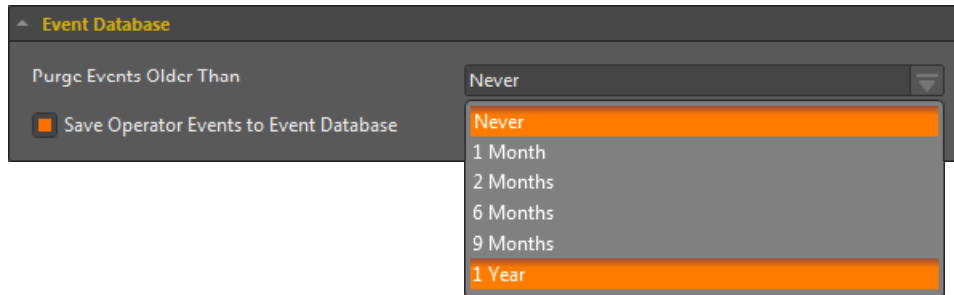 Event Database
Purge Events Older Than
Never
Save Operator Events to Event Database
Never
1 Month
2 Months
6 Months
9 Months
1 Year